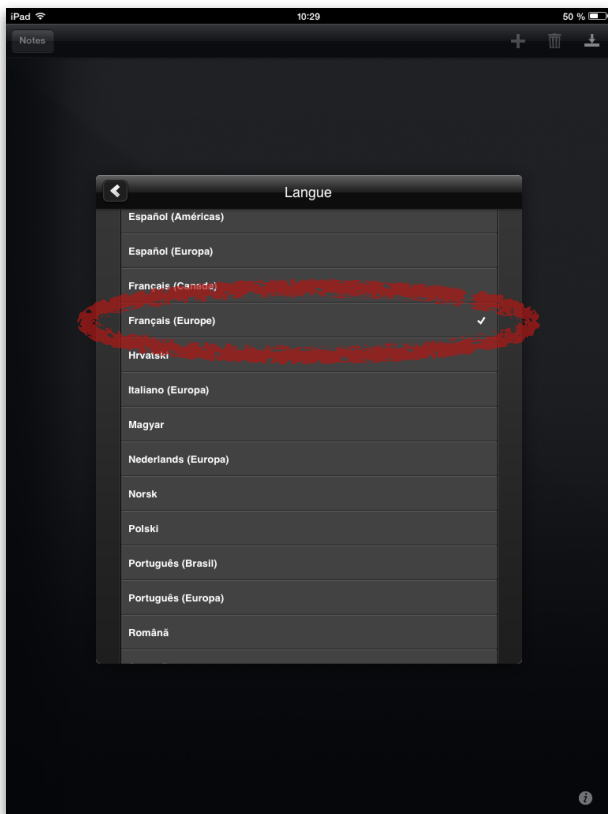 iPad 10:29 50 %
Notes
Langue
Español (Américas)
Español (Europa)
Français (Canada)
Français (Europe)
Hrvatski
Italiano (Europa)
Magyar
Nederlands (Europa)
Norsk
Polski
Português (Brasil)
Português (Europa)
Română